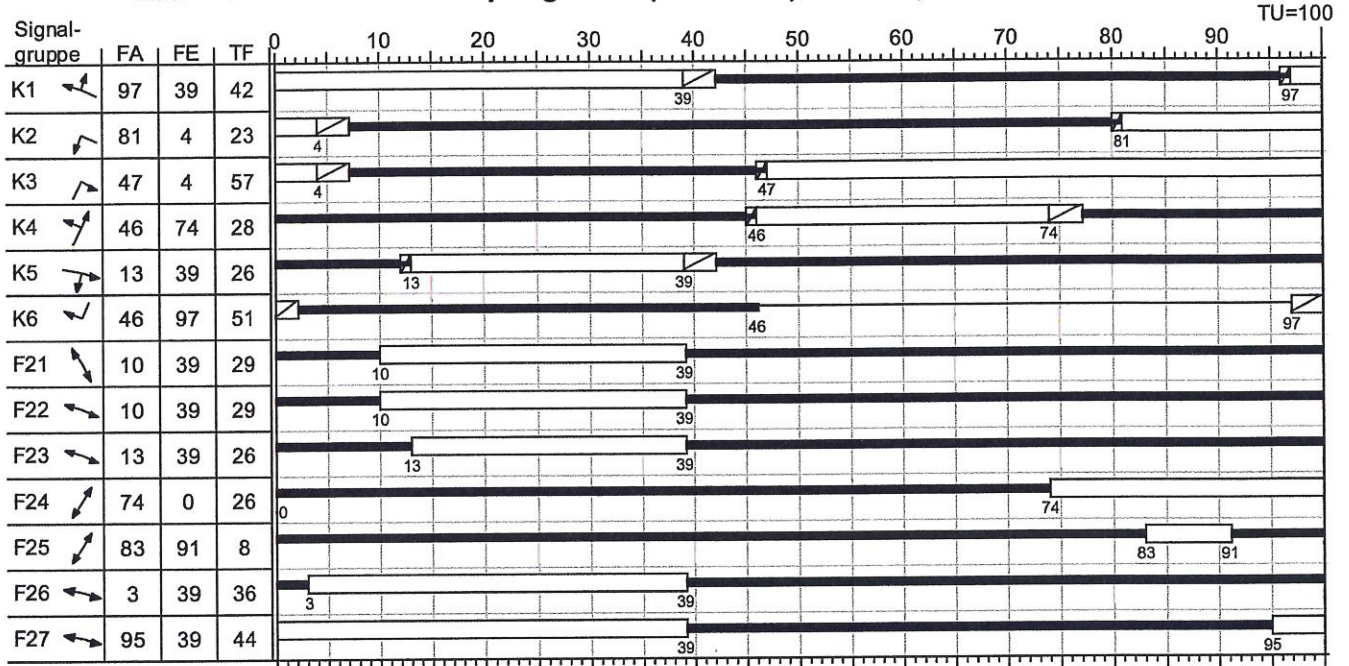 TU=100
Signal-
gruppe FA FE TF 0 10 20 30 40 50 60 70 80 90
K1 97 39 42 39 97
K2 81 4 23 4 81
K3 47 4 57 4 47
K4 46 74 28 46 74
K5 13 39 26 13 39
K6 46 97 51 46 97
F21 10 39 29 10 39
F22 10 39 29 10 39
F23 13 39 26 13 39
F24 74 0 26 0 74
F25 83 91 8 83 91
F26 3 39 36 3 39
F27 95 39 44 39 95